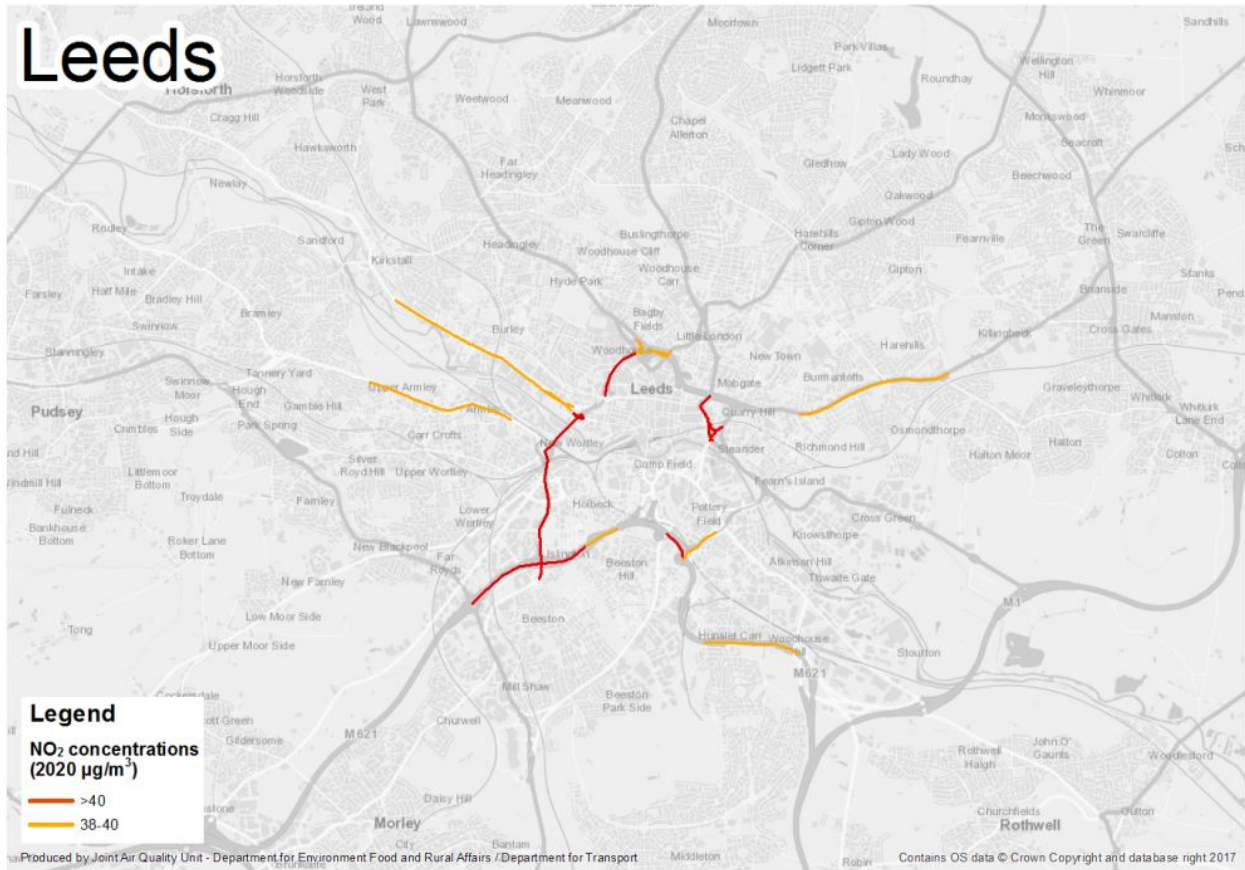 Leeds
Lawnswood
Moortown
Sandhills
Ireland
Wood
Park Villas
Lidgett Park
Wellington
Hill
Roundhay
Horsforth
Horsforth
Woodside
West
Park
Weetwood
Meanwood
Whinmoor
Cragg Hill
Chapel
Allerton
Monkswood
Seacroft
Hawksworth
Far
Headingley
Gledhow
Lady Wood
Beechwood
Newlay
Oakwood
Rodley
Sandford
Headingley
Buslingthorpe
Woodhouse Cliff
Harehills
Corner
Gipton Wood
Fearnville
The
Green
Swarcliffe
Kirkstall
Woodhouse
Carr
Intake
Half Mile
Farsley
Bradley Hill
Hyde Park
Gipton
Stanks
Brianside
Swinnow
Bramley
Burley
Bagby
Fields
Little London
Killingbeck
Manston
Cross Gates
Stanningley
Woodhouse
New Town
Harehills
Tannery Yard
Swinnow
Moor
Hough
End
Upper Armley
Leeds
Mabgate
Burmantofts
Graveleythorpe
Whitkirk
Pudsey
Hough
Side
Gamble Hill
Armley
Quarry Hill
Whitkirk
Lane End
Crimbles
Park Spring
Carr Crofts
New Wortley
Steander
Richmond Hill
Osmondthorpe
Halton
Colton
Silver
Royd Hill
Upper Wortley
Camp Field
Halton Moor
Windmill Hill
Littlemoor
Bottom
Troydale
Farnley
Fearn's Island
Fulneck
Lower
Wortley
Holbeck
Pottery
Field
Cross Green
Bankhouse
Bottom
Roker Lane
Bottom
New Blackpool
Far
Royds
Islington
Beeston
Hill
Knowsthorpe
Atkinson Hill
Thwaite Gate
New Farnley
Low Moor Side
Beeston
M1
Tong
Upper Moor Side
Hunslet Carr
Woodhouse
Hill
Stourton
M621
Cockersdale
Mill Shaw
Beeston
Park Side
Churwell
Gildersome
M621
Legend
NO₂ concentrations
(2020 µg/m³)
>40
38-40
John O'
Gaunts
Rothwell
Haigh
Woodlesford
Daisy Hill
Churchfields
Oulton
Morley
Rothwell
City
Bantam
Middleton
Robin
Produced by Joint Air Quality Unit - Department for Environment Food and Rural Affairs / Department for Transport
Contains OS data © Crown Copyright and database right 2017